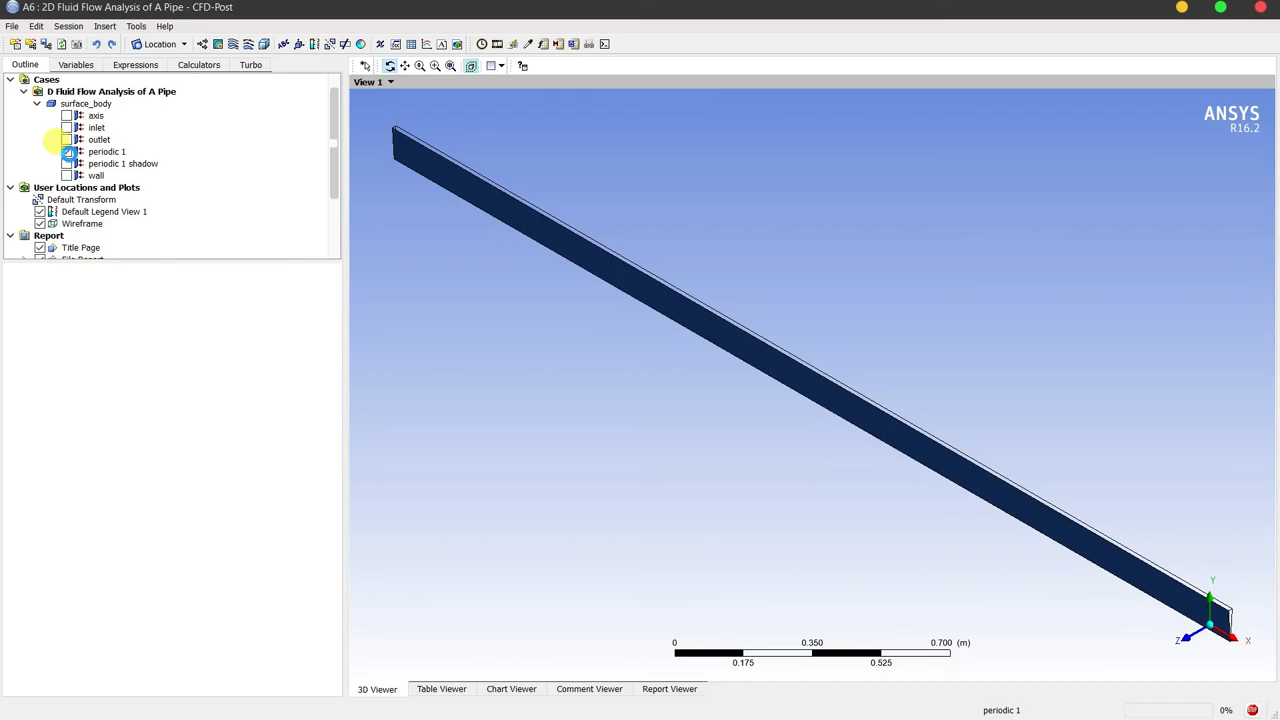 A6 : 2D Fluid Flow Analysis of A Pipe - CFD-Post
File Edit Session Insert Tools Help
Location
Outline Variables Expressions Calculators Turbo
Cases
D Fluid Flow Analysis of A Pipe
surface_body
axis
inlet
outlet
periodic 1
periodic 1 shadow
wall
User Locations and Plots
Default Transform
Default Legend View 1
Wireframe
Report
Title Page
View 1
ANSYS
R16.2
Y
Z X
0 0.350 0.700 (m)
0.175 0.525
3D Viewer Table Viewer Chart Viewer Comment Viewer Report Viewer
periodic 1 0%